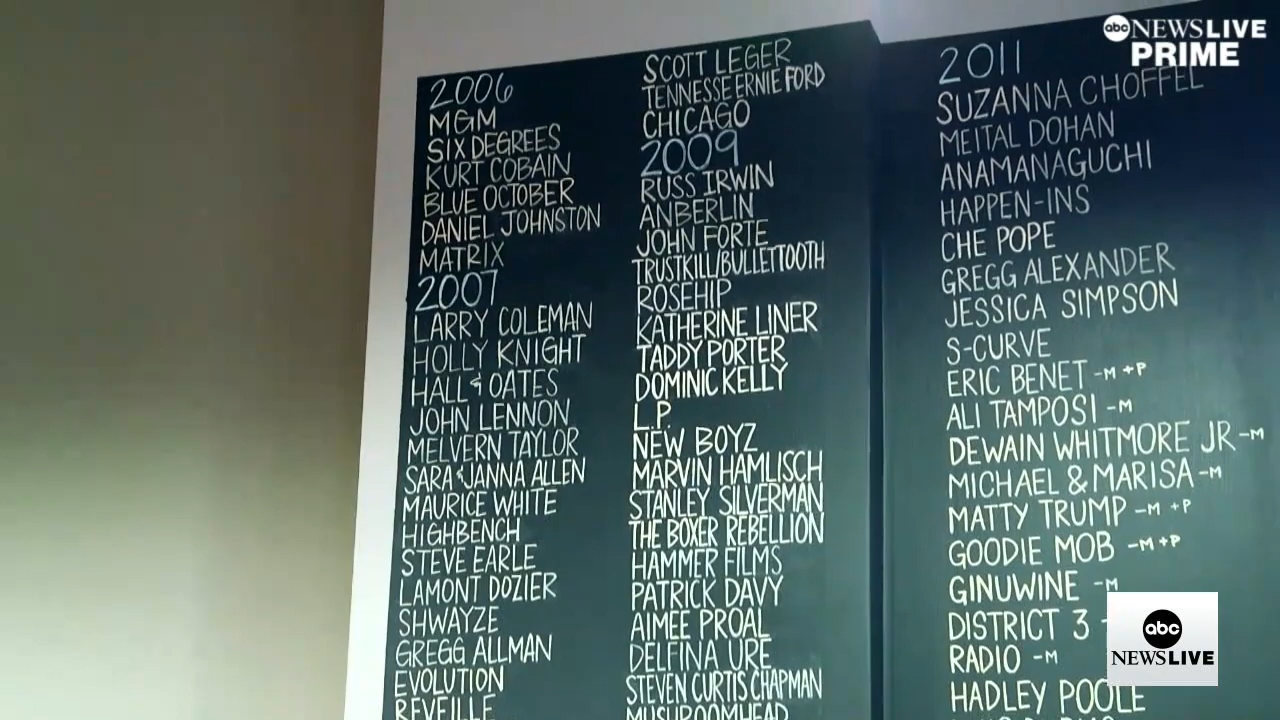 2006
MGM
SIX DEGREES
KURT COBAIN
BLUE OCTOBER
DANIEL JOHNSTON
MATRIX
2007
LARRY COLEMAN
HOLLY KNIGHT
HALL & OATES
JOHN LENNON
MELVERN TAYLOR
SARA & JANNA ALLEN
MAURICE WHITE
HIGHBENCH
STEVE EARLE
LAMONT DOZIER
SHWAYZE
GREGG ALLMAN
EVOLUTION
REVEILLE
SCOTT LEGER
TENNESSE ERNIE FORD
CHICAGO
2009
RUSS IRWIN
ANBERLIN
JOHN FORTE
TRUSTKILL/BULLETTOOTH
ROSEHIP
KATHERINE LINER
TADDY PORTER
DOMINIC KELLY
L.P.
NEW BOYZ
MARVIN HAMLISCH
STANLEY SILVERMAN
THE BOXER REBELLION
HAMMER FILMS
PATRICK DAVY
AIMEE PROAL
DELFINA URE
STEVEN CURTIS CHAPMAN
MUSHROOMHEAD
2011
SUZANNA CHOFFEL
MEITAL DOHAN
ANAMANAGUCHI
HAPPEN-INS
CHE POPE
GREGG ALEXANDER
JESSICA SIMPSON
S-CURVE
ERIC BENET -M+P
ALI TAMPOSI -M
DEWAIN WHITMORE JR -M
MICHAEL & MARISA -M
MATTY TRUMP -M +P
GOODIE MOB -M+P
GINUWINE -M
DISTRICT 3 -
RADIO -M
HADLEY POOLE
abc NEWS LIVE
PRIME
abc
NEWS LIVE